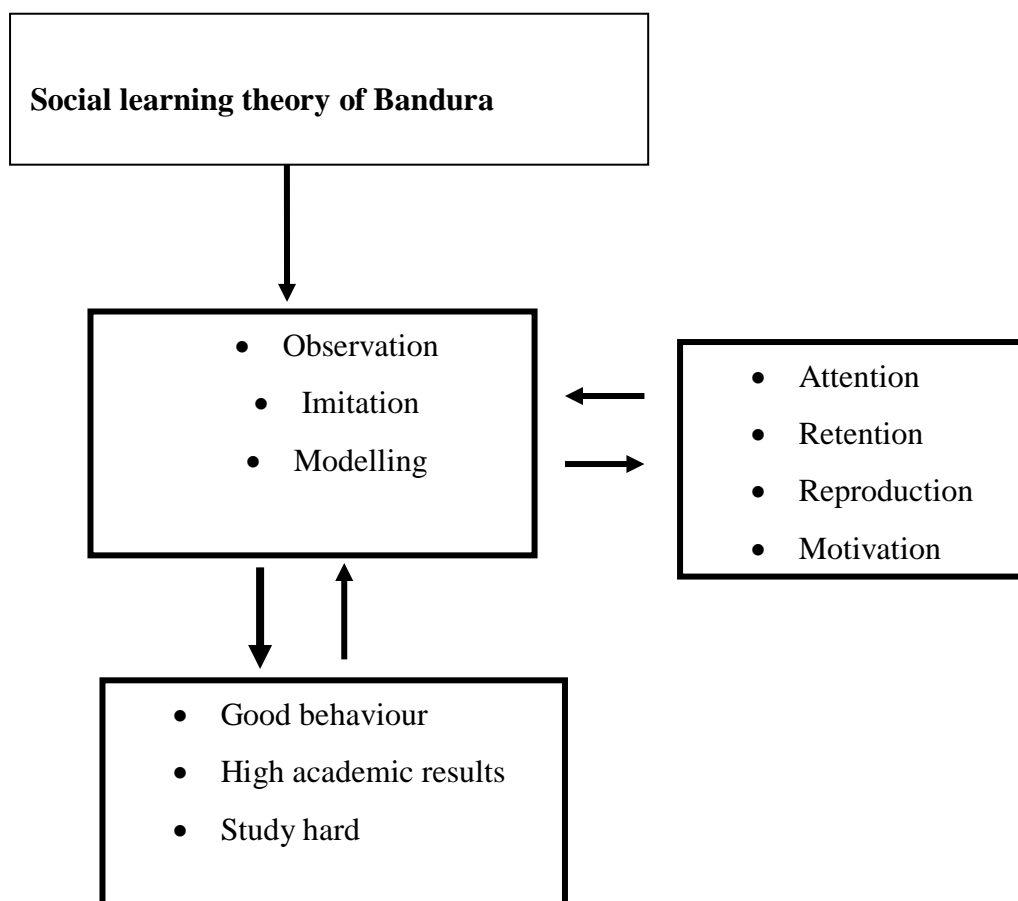 Social learning theory of Bandura
• Observation
• Imitation
• Modelling
• Attention
• Retention
• Reproduction
• Motivation
• Good behaviour
• High academic results
• Study hard